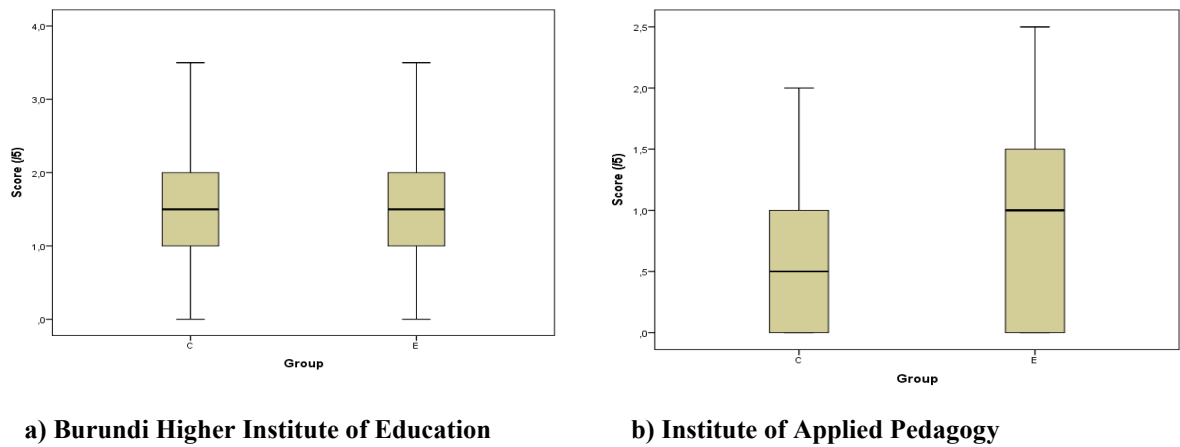 4,0
3,0
2,0
1,0
,0
Score (/5)
C E
Group
2,5
2,0
1,5
1,0
,5
,0
Score (/5)
C E
Group
a) Burundi Higher Institute of Education
b) Institute of Applied Pedagogy